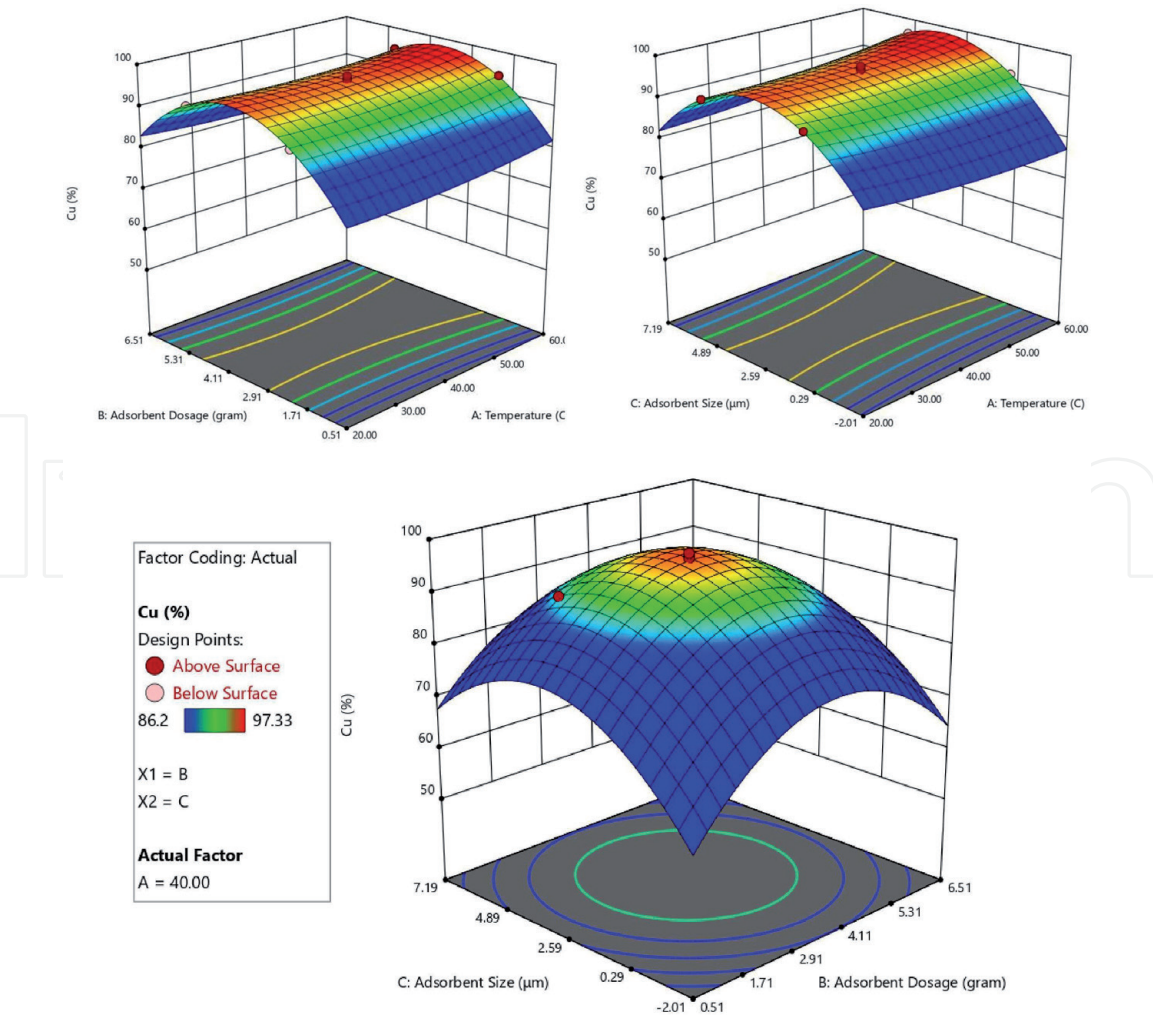 100
90
80
70
60
50
Cu (%)
6.51
5.31
4.11
2.91
1.71
0.51
20.00
30.00
40.00
50.00
60.(
B: Adsorbent Dosage (gram)
A: Temperature (C
100
90
80
70
60
50
Cu (%)
7.19
4.89
2.59
0.29
-2.01
20.00
30.00
40.00
50.00
60.00
C: Adsorbent Size (µm)
A: Temperature (C)
Factor Coding: Actual
Cu (%)
Design Points:
Above Surface
Below Surface
86.2 97.33
X1 = B
X2 = C
Actual Factor
A = 40.00
100
90
80
70
60
50
Cu (%)
7.19
4.89
2.59
0.29
-2.01
0.51
1.71
2.91
4.11
5.31
6.51
C: Adsorbent Size (µm)
B: Adsorbent Dosage (gram)